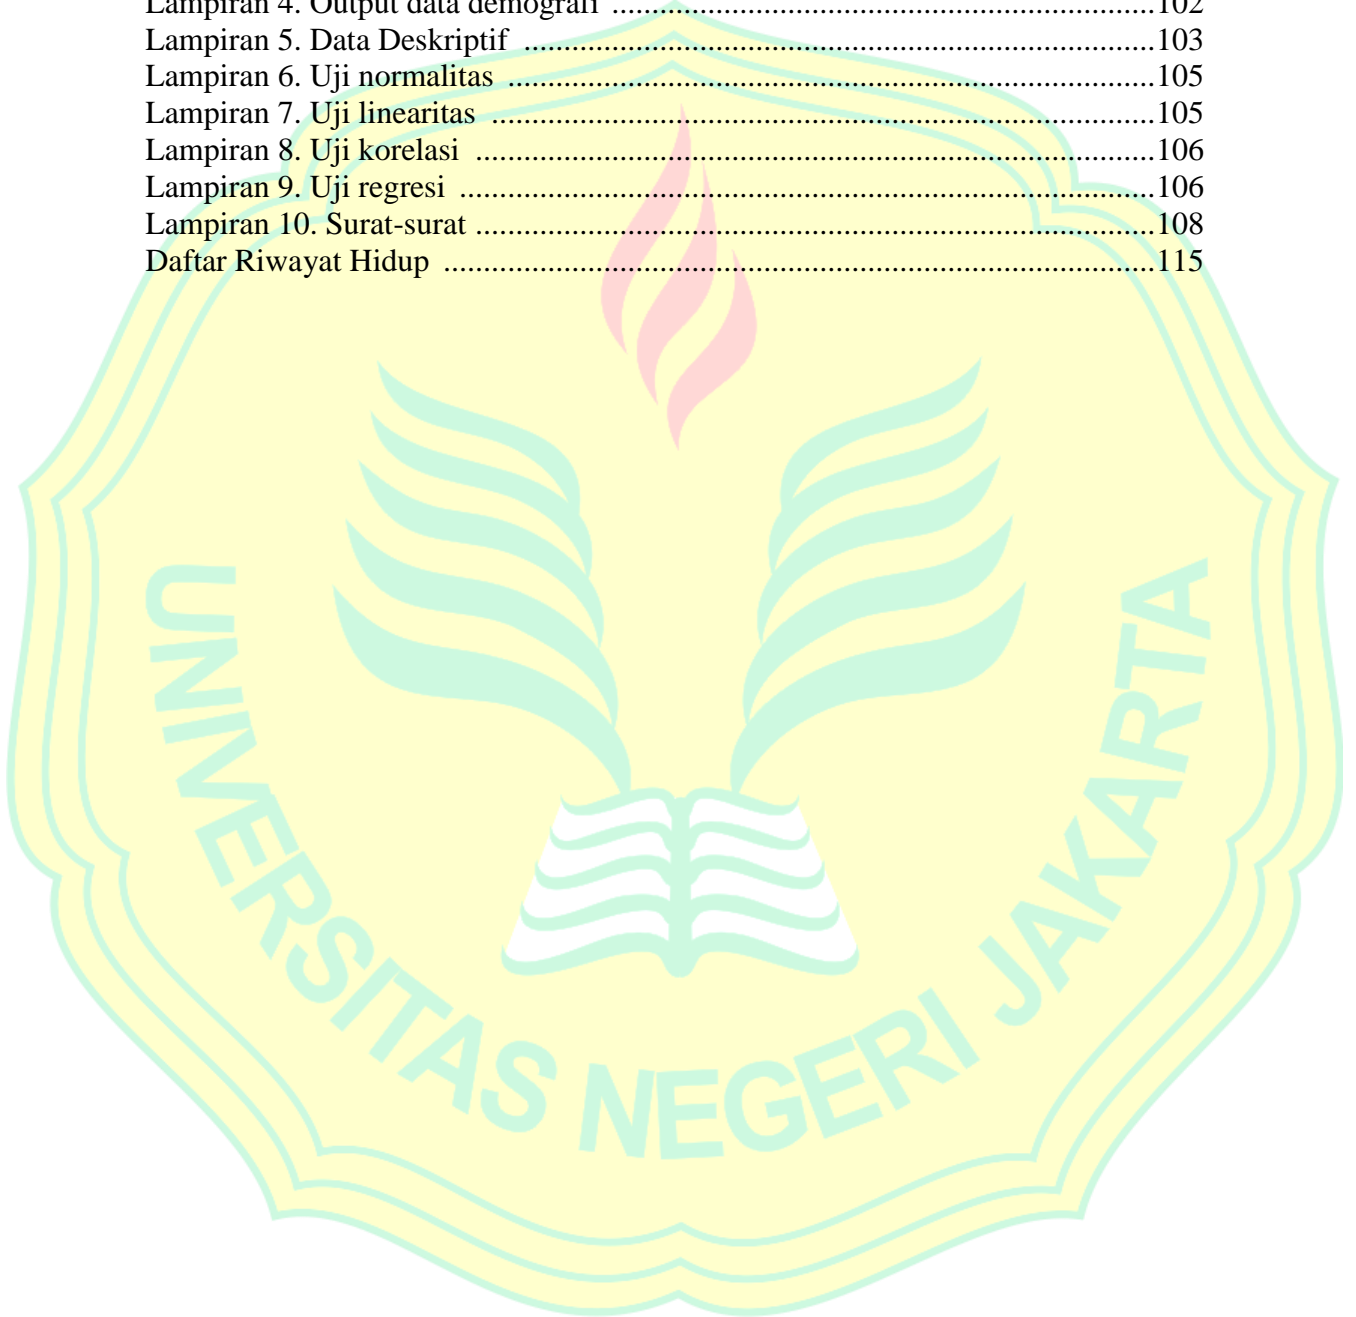 Lampiran 4. Output data demografi ....................................................................102
Lampiran 5. Data Deskriptif ...............................................................................103
Lampiran 6. Uji normalitas .................................................................................105
Lampiran 7. Uji linearitas ...................................................................................105
Lampiran 8. Uji korelasi .....................................................................................106
Lampiran 9. Uji regresi .......................................................................................106
Lampiran 10. Surat-surat .....................................................................................108
Daftar Riwayat Hidup .........................................................................................115
UNIVERSITAS NEGERI JAKARTA